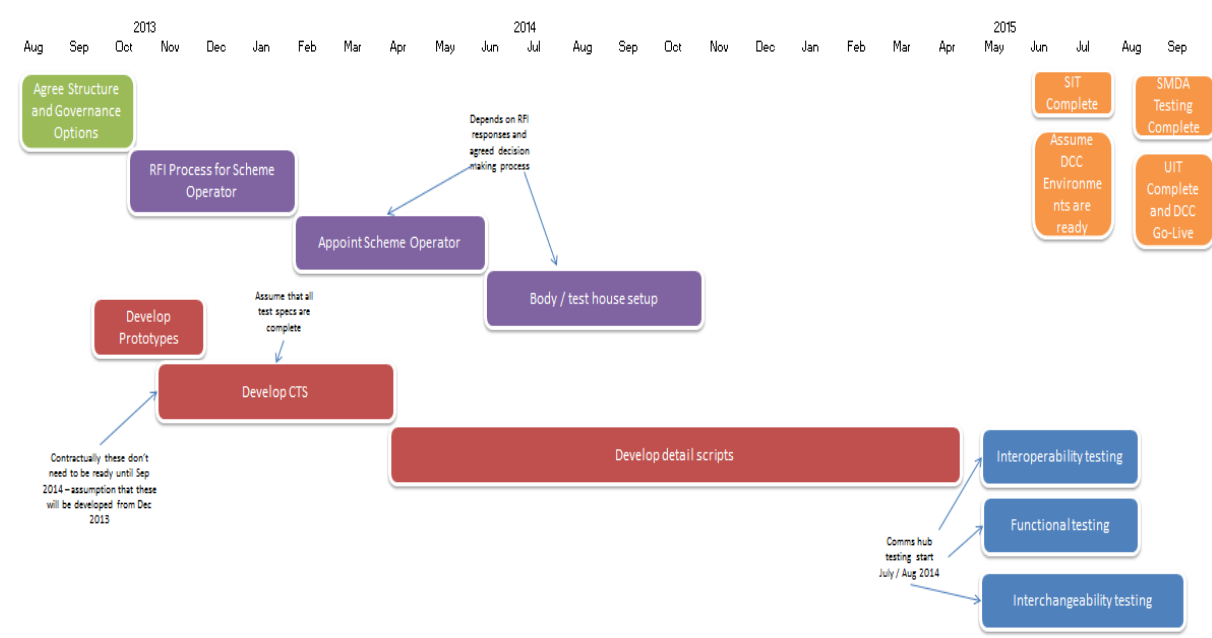 2013 2014 2015
Aug Sep Oct Nov Dec Jan Feb Mar Apr May Jun Jul Aug Sep Oct Nov Dec Jan Feb Mar Apr May Jun Jul Aug Sep
Agree Structure
and Governance
Options
SIT
Complete
SMDA
Testing
Complete
Depends on RFI
responses and
agreed decision
making process
Assume
DCC
Environme
nts are
ready
RFI Process for Scheme
Operator
UIT
Complete
and DCC
Go-Live
Appoint Scheme Operator
Body / test house setup
Assume that all
test specs are
complete
Develop
Prototypes
Develop CTS
Contractually these don't
need to be ready until Sep
2014 – assumption that these
will be developed from Dec
2013
Develop detail scripts
Interoperability testing
Functional testing
Comms hub
testing start
July / Aug 2014
Interchangeability testing